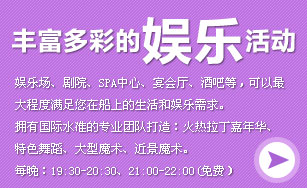 丰富多彩的娱乐活动
娱乐场、剧院、SPA中心、宴会厅、酒吧等，可以最
大程度满足您在船上的生活和娱乐需求。
拥有国际水准的专业团队打造：火热拉丁嘉年华、
特色舞蹈、大型魔术、近景魔术。
每晚：19:30-20:30、21:00-22:00(免费）